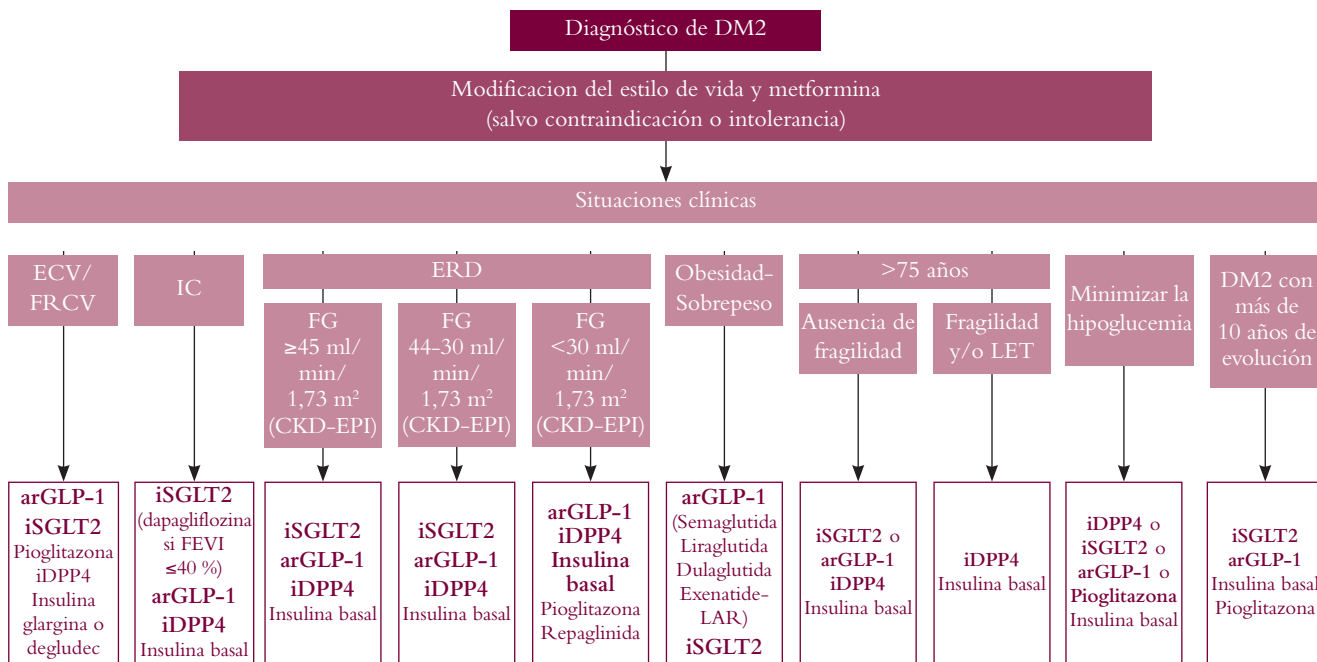 Diagnóstico de DM2
Modificacion del estilo de vida y metformina
(salvo contraindicación o intolerancia)
Situaciones clínicas
ECV/
FRCV
IC
ERD
FG
≥45 ml/
min/
1,73 m²
(CKD-EPI)
FG
44-30 ml/
min/
1,73 m²
(CKD-EPI)
FG
<30 ml/
min/
1,73 m²
(CKD-EPI)
Obesidad-
Sobrepeso
>75 años
Ausencia de
fragilidad
Fragilidad
y/o LET
Minimizar la
hipoglucemia
DM2 con
más de
10 años de
evolución
arGLP-1
iSGLT2
Pioglitazona
iDPP4
Insulina
glargina o
degludec
iSGLT2
(dapagliflozina
si FEVI
≤40 %)
arGLP-1
iDPP4
Insulina basal
iSGLT2
arGLP-1
iDPP4
Insulina basal
iSGLT2
arGLP-1
iDPP4
Insulina basal
arGLP-1
iDPP4
Insulina
basal
Pioglitazona
Repaglinida
arGLP-1
(Semaglutida
Liraglutida
Dulaglutida
Exenatide-
LAR)
iSGLT2
iSGLT2 o
arGLP-1
iDPP4
Insulina basal
iDPP4
Insulina basal
iDPP4 o
iSGLT2 o
arGLP-1 o
Pioglitazona
Insulina basal
iSGLT2
arGLP-1
Insulina basal
Pioglitazona